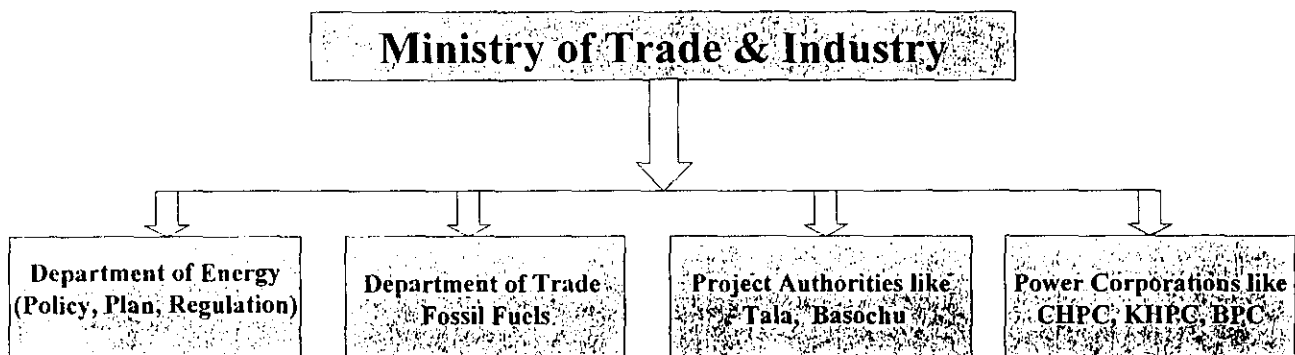 Ministry of Trade & Industry
Department of Energy
(Policy, Plan, Regulation)
Department of Trade
Fossil Fuels
Project Authorities like
Tala, Basochu
Power Corporations like
CHPC, KHPC, BPC